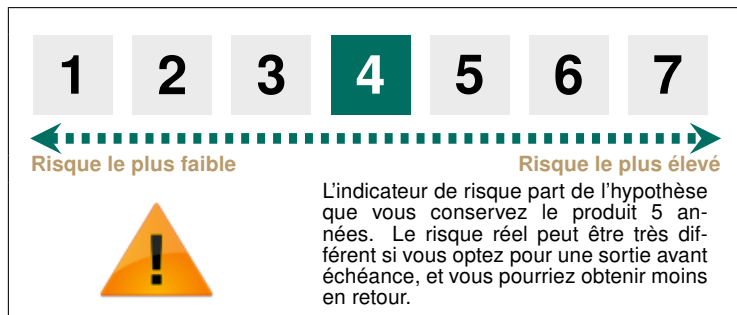 1 2 3 4 5 6 7
Risque le plus faible Risque le plus élevé
L'indicateur de risque part de l'hypothèse
que vous conservez le produit 5 an-
nées. Le risque réel peut être très dif-
férent si vous optez pour une sortie avant
échéance, et vous pourriez obtenir moins
en retour.